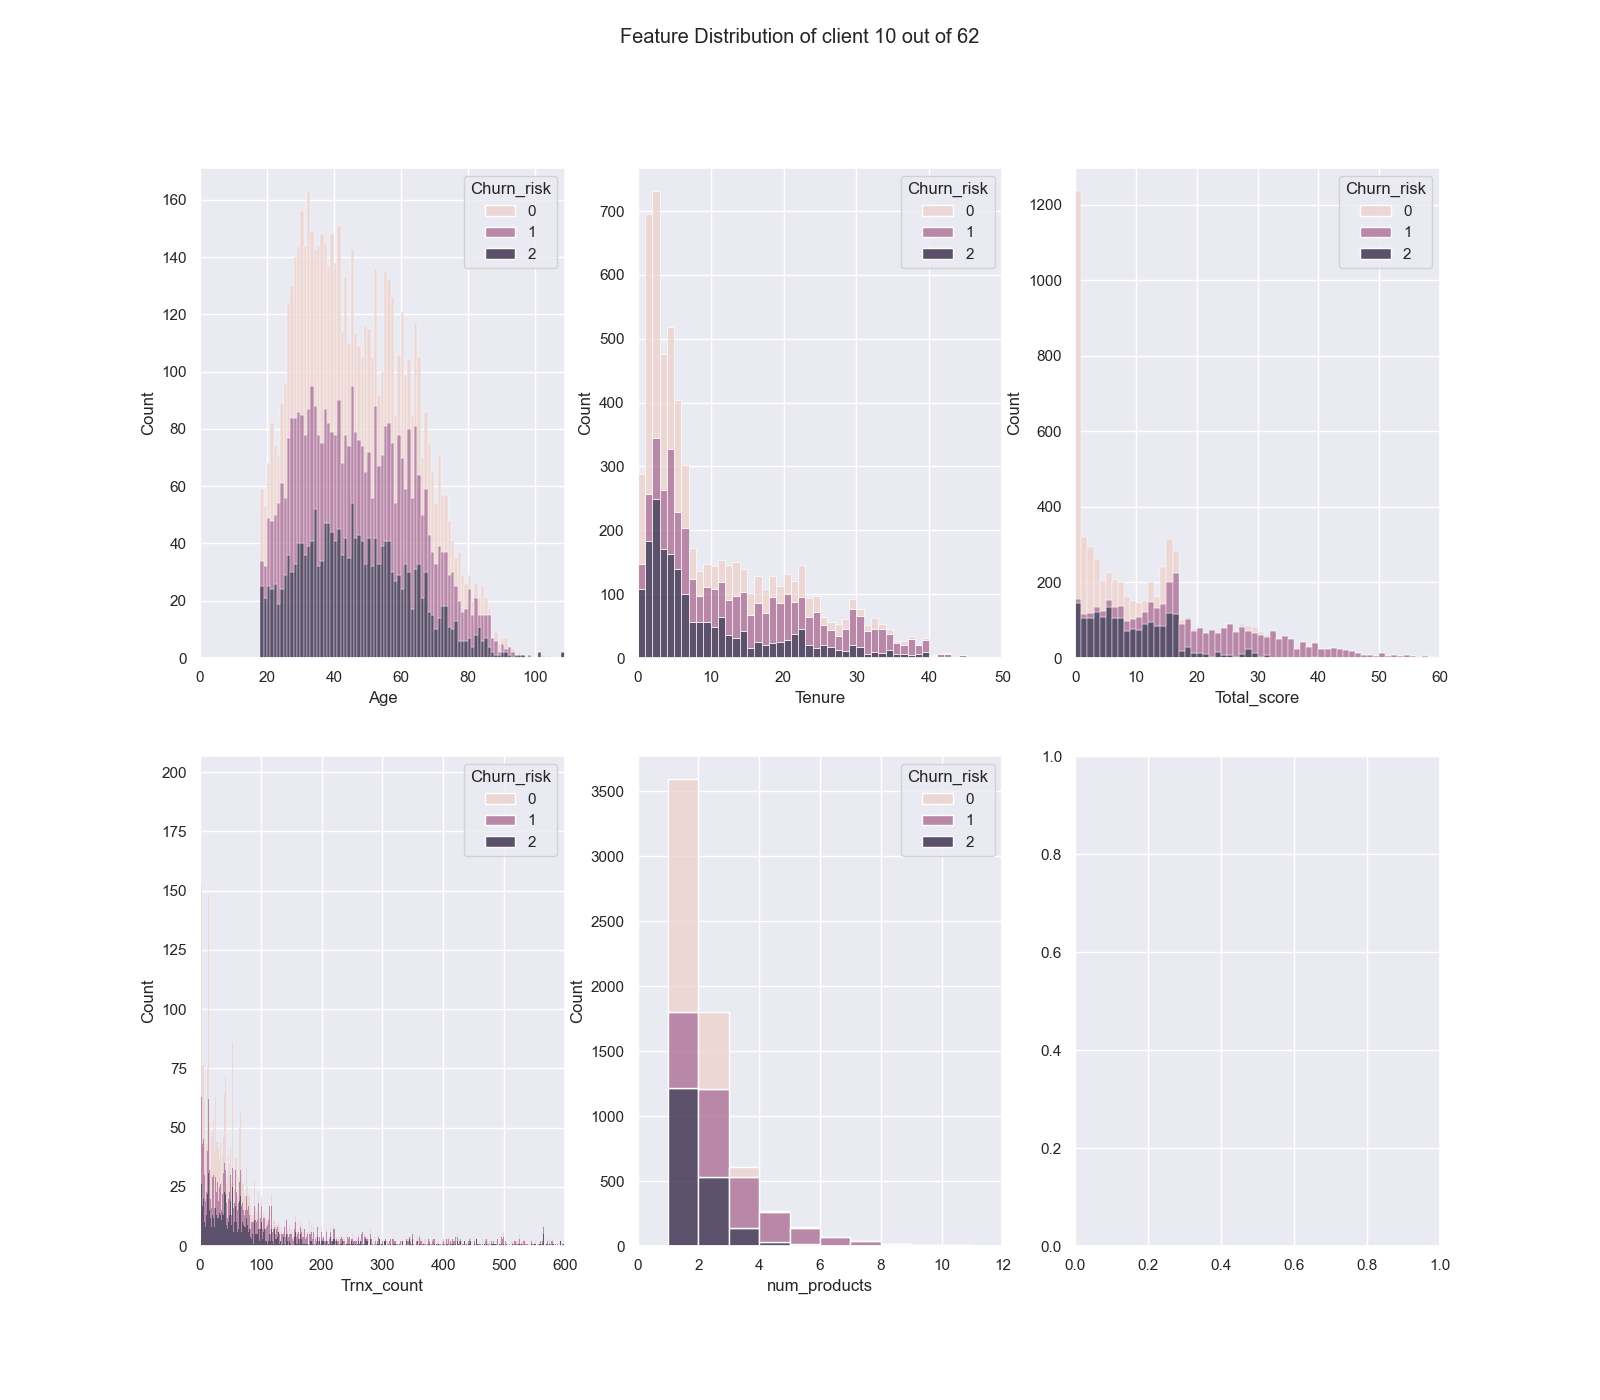 Feature Distribution of client 10 out of 62
160
140
120
100
80
60
40
20
0
Count
0 20 40 60 80 100
Age
Churn_risk
0
1
2
700
600
500
400
300
200
100
0
Count
0 10 20 30 40 50
Tenure
Churn_risk
0
1
2
1200
1000
800
600
400
200
0
Count
0 10 20 30 40 50 60
Total_score
Churn_risk
0
1
2
200
175
150
125
100
75
50
25
0
Count
0 100 200 300 400 500 600
Trnx_count
Churn_risk
0
1
2
3500
3000
2500
2000
1500
1000
500
0
Count
0 2 4 6 8 10 12
num_products
Churn_risk
0
1
2
1.0
0.8
0.6
0.4
0.2
0.0
0.0 0.2 0.4 0.6 0.8 1.0